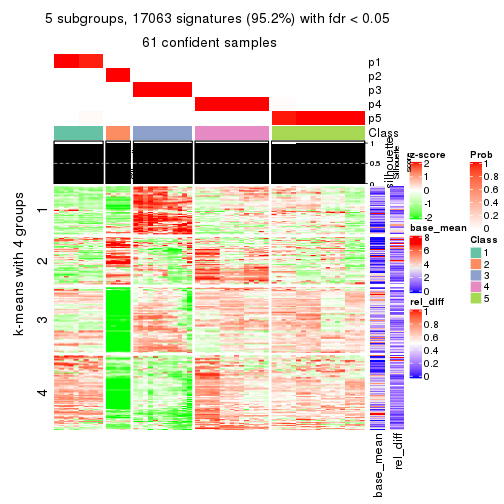 5 subgroups, 17063 signatures (95.2%) with fdr < 0.05
61 confident samples
p1
p2
p3
p4
p5
Class
1
0.5
0
silhouette
Silhouette
score
k-means with 4 groups
1
2
3
4
base_mean
rel_diff
z-score
2
1
0
-1
-2
base_mean
8
6
4
2
0
rel_diff
1
0.8
0.6
0.4
0.2
0
Prob
1
0.8
0.6
0.4
0.2
0
Class
1
2
3
4
5